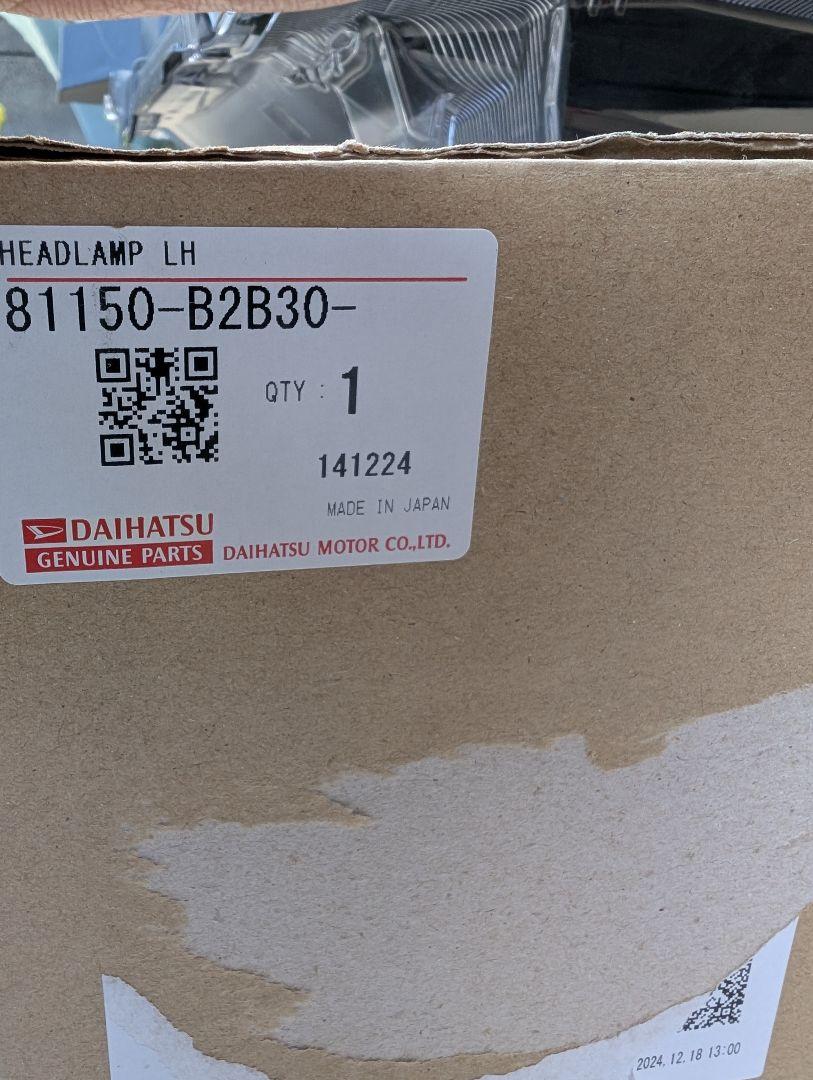 HEADLAMP LH
81150-B2B30-
QTY : 1
141224
MADE IN JAPAN
DAIHATSU
GENUINE PARTS
DAIHATSU MOTOR CO.,LTD.
2024.12.18 13:00